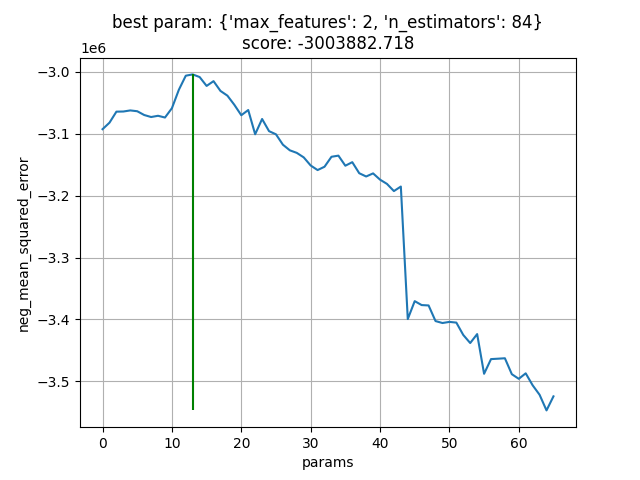 best param: {'max_features': 2, 'n_estimators': 84}
score: -3003882.718
1e6
−3.0
−3.1
−3.2
−3.3
−3.4
−3.5
neg_mean_squared_error
0 10 20 30 40 50 60
params